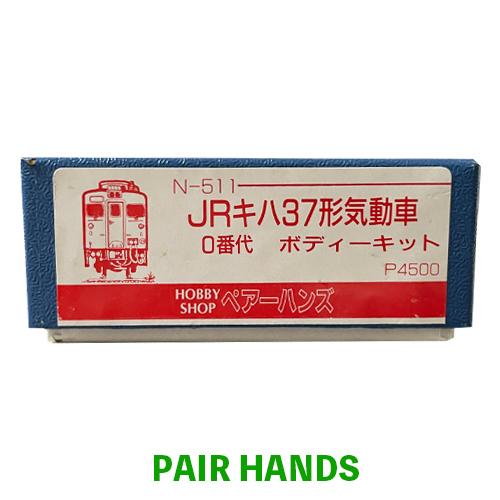 N-511
JRキハ37形気動車
0番代 ボディーキット
P4500
HOBBY SHOP ペアーハンズ
PAIR HANDS